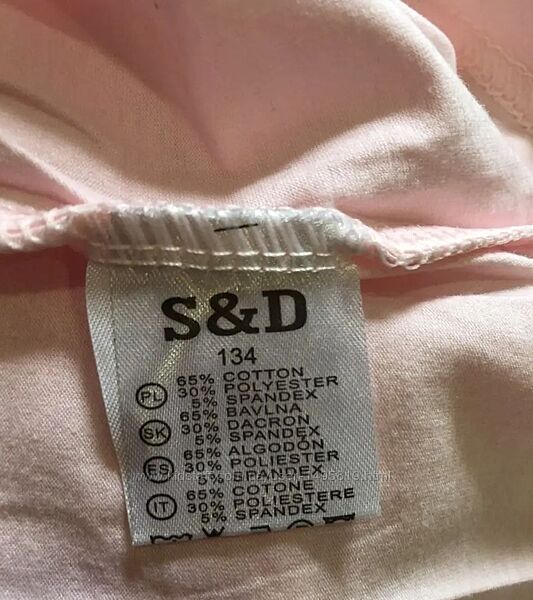 S&D
134
65% COTTON
PL 30% POLYESTER
5% SPANDEX
65% BAVLNA
SK 30% DACRON
5% SPANDEX
65% ALGODÓN
ES 30% POLIESTER
5% SPANDEX
65% COTONE
IT 30% POLIESTERE
5% SPANDEX